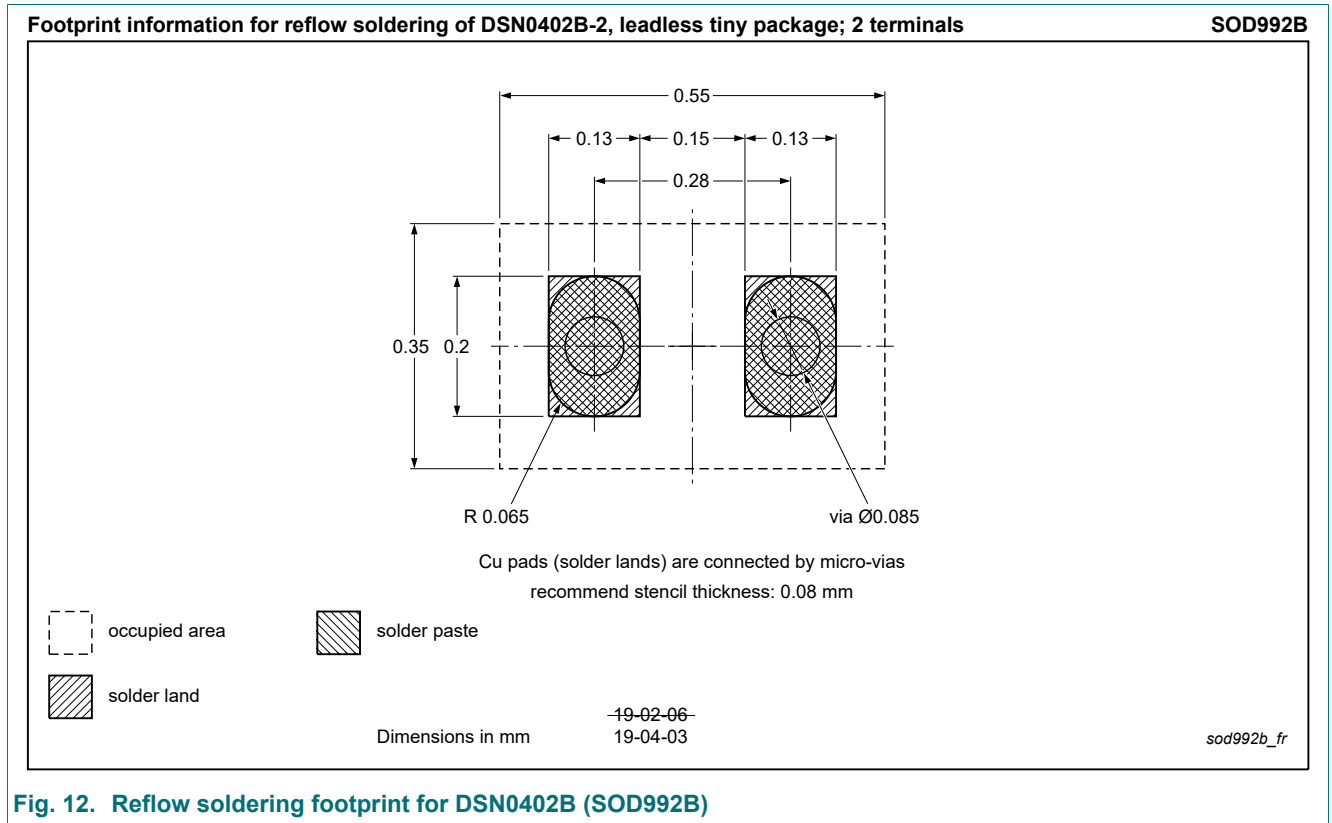 Footprint information for reflow soldering of DSN0402B-2, leadless tiny package; 2 terminals SOD992B
0.55
0.13 0.15 0.13
0.28
0.35 0.2
R 0.065 via Ø0.085
Cu pads (solder lands) are connected by micro-vias
recommend stencil thickness: 0.08 mm
occupied area solder paste
solder land
19-02-06
Dimensions in mm 19-04-03 sod992b_fr
Fig. 12. Reflow soldering footprint for DSN0402B (SOD992B)